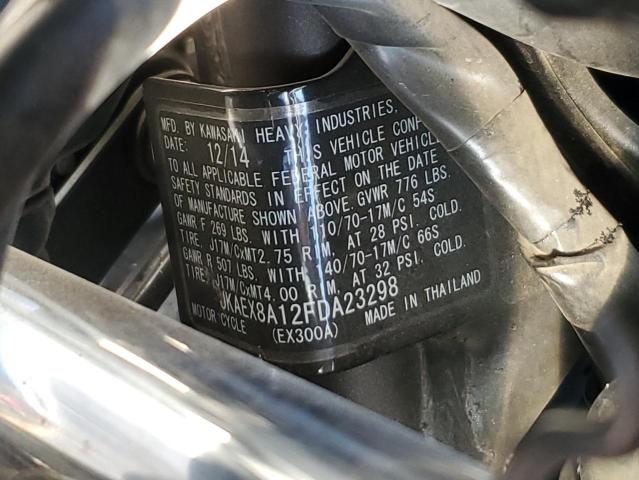 MFD. BY KAWASAKI HEAVY INDUSTRIES,
DATE: 12/14 THIS VEHICLE CONF
TO ALL APPLICABLE FEDERAL MOTOR VEHICLE
SAFETY STANDARDS IN EFFECT ON THE DATE
OF MANUFACTURE SHOWN ABOVE. GVWR 776 LBS.
GAWR F 269 LBS. WITH 110/70-17M/C 54S
TIRE, J17M/CxMT2.75 RIM, AT 28 PSI. COLD.
GAWR R 507 LBS. WITH 140/70-17M/C 66S
TIRE, J17M/CxMT4.00 RIM, AT 32 PSI. COLD.
JKAEX8A12FDA23298
MOTOR CYCLE (EX300A) MADE IN THAILAND